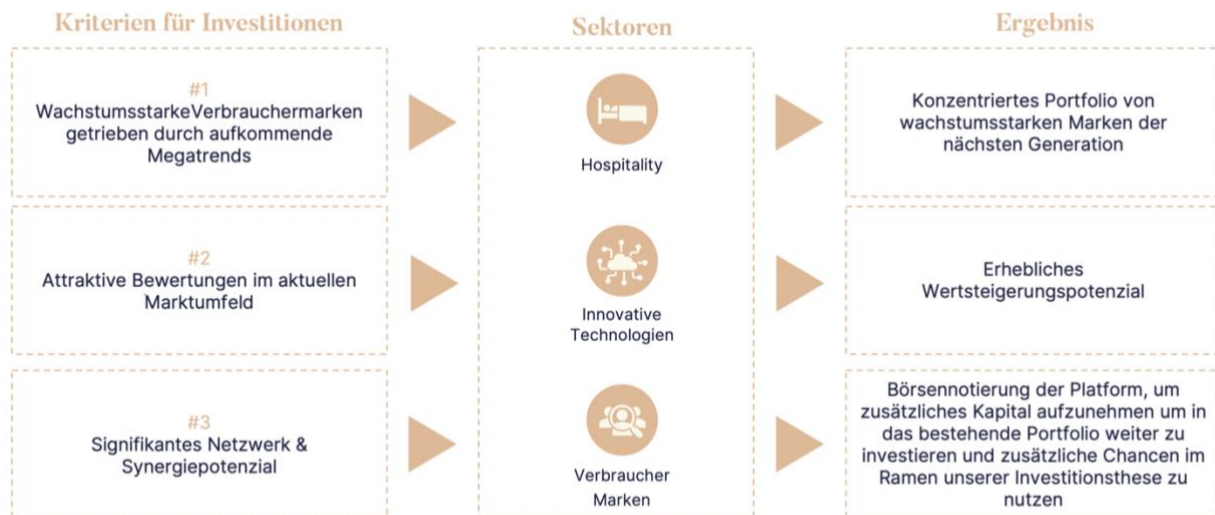 Kriterien für Investitionen
Sektoren
Ergebnis
#1
WachstumsstarkeVerbrauchermarken
getrieben durch aufkommende
Megatrends
Hospitality
Konzentriertes Portfolio von
wachstumsstarken Marken der
nächsten Generation
#2
Attraktive Bewertungen im aktuellen
Marktumfeld
Innovative
Technologien
Erhebliches
Wertsteigerungspotenzial
#3
Signifikantes Netzwerk &
Synergiepotenzial
Verbraucher
Marken
Börsennotierung der Platform, um
zusätzliches Kapital aufzunehmen um in
das bestehende Portfolio weiter zu
investieren und zusätzliche Chancen im
Ramen unserer Investitionsthese zu
nutzen